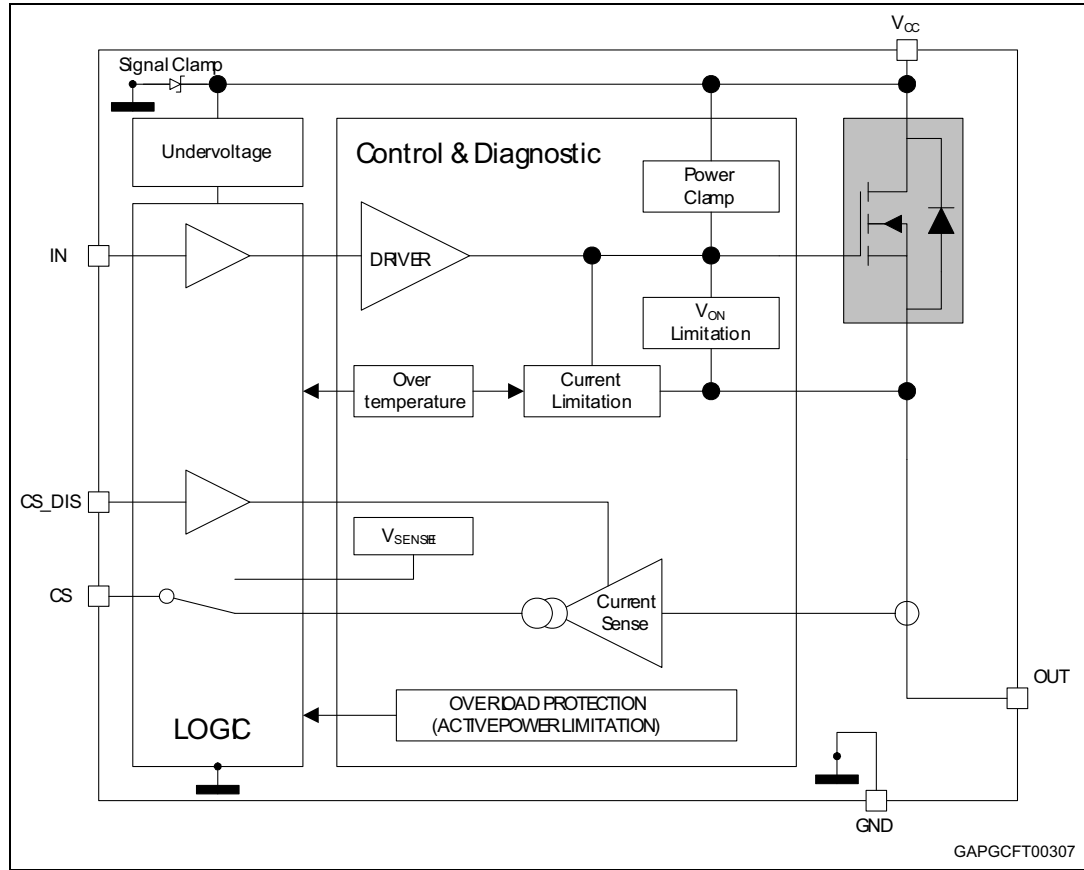 VCC
Signal Clamp
Undervoltage
Control & Diagnostic
Power
Clamp
IN
DRIVER
VON
Limitation
Over
temperature
Current
Limitation
CS_DIS
VSENSE
CS
Current
Sense
OUT
OVERLOAD PROTECTION
(ACTIVE POWER LIMITATION)
LOGIC
GND
GAPGCFT00307